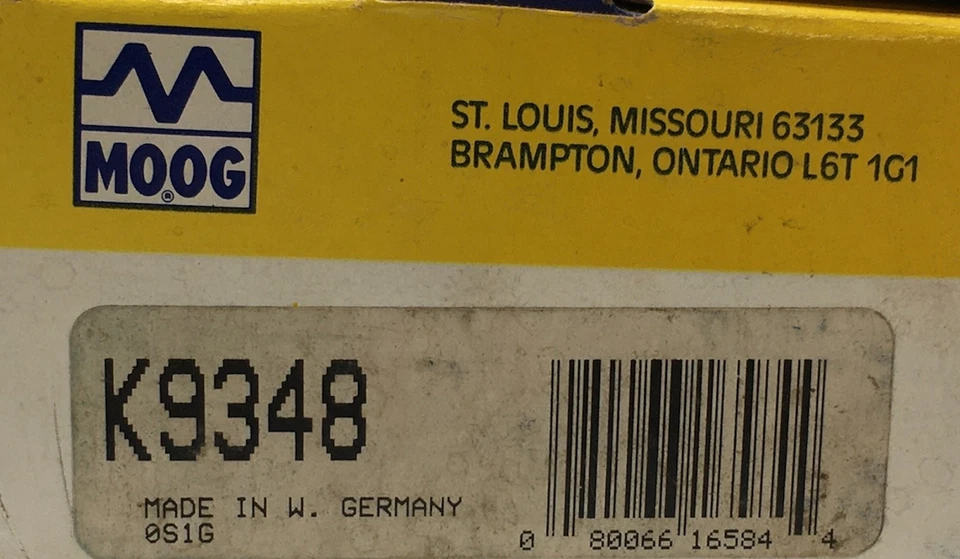 MOOG®
ST. LOUIS, MISSOURI 63133
BRAMPTON, ONTARIO L6T 1G1
K9348
MADE IN W. GERMANY
0S1G
0 80066 16584 4